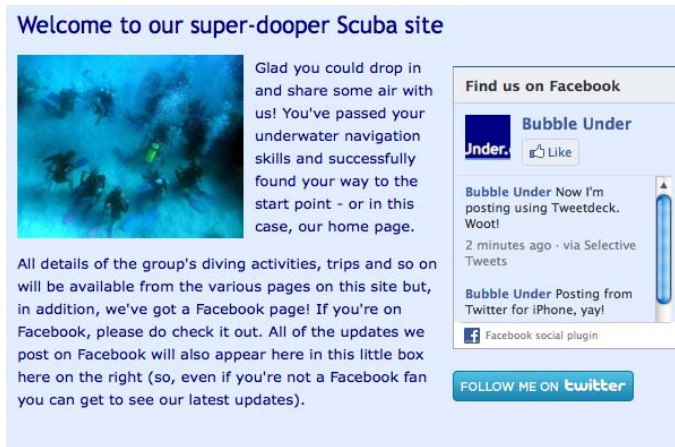 Welcome to our super-dooper Scuba site
Glad you could drop in
and share some air with
us! You've passed your
underwater navigation
skills and successfully
found your way to the
start point - or in this
case, our home page.
All details of the group's diving activities, trips and so on
will be available from the various pages on this site but,
in addition, we've got a Facebook page! If you're on
Facebook, please do check it out. All of the updates we
post on Facebook will also appear here in this little box
here on the right (so, even if you're not a Facebook fan
you can get to see our latest updates).
Find us on Facebook
Under.
Bubble Under
Like
Bubble Under Now I'm
posting using Tweetdeck.
Woot!
2 minutes ago · via Selective
Tweets
Bubble Under Posting from
Twitter for iPhone, yay!
Facebook social plugin
FOLLOW ME ON twitter